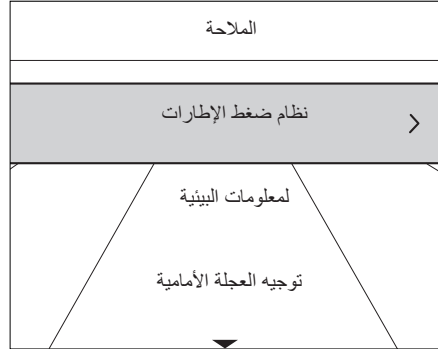 الملاحة
نظام ضغط الإطارات
لمعلومات البيئية
توجيه العجلة الأمامية